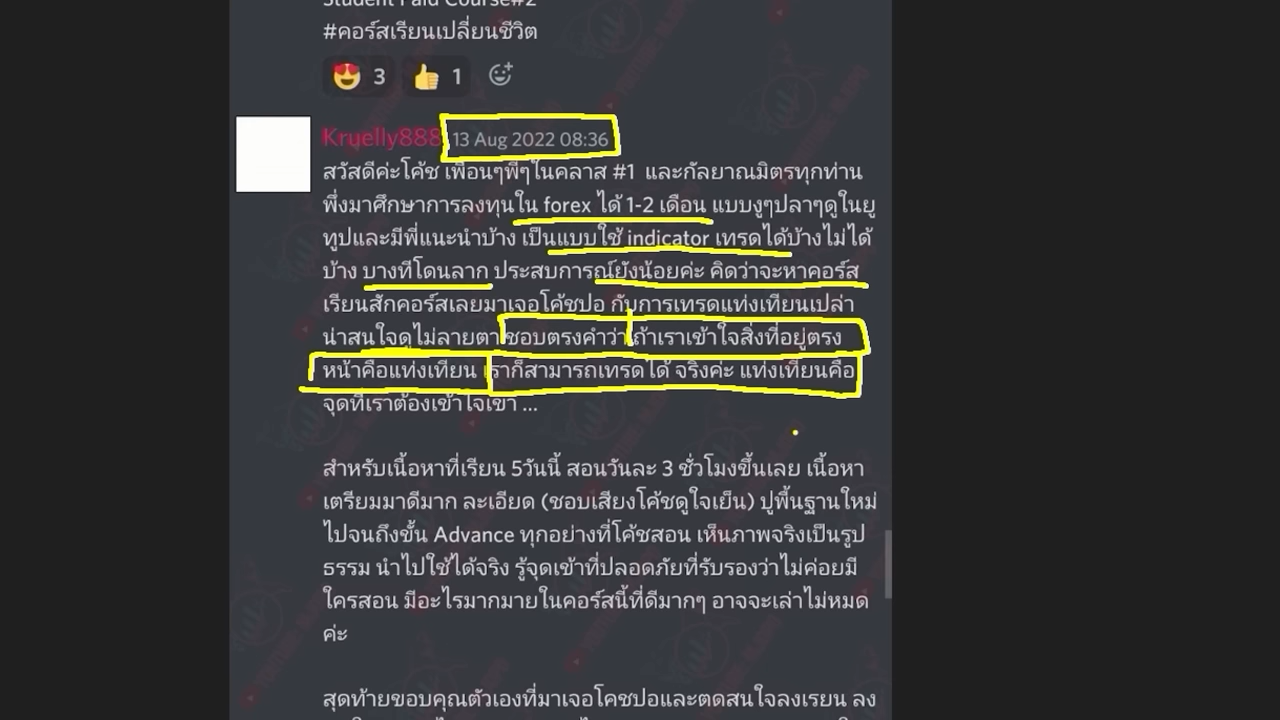 Student Paid Course#2
#คอร์สเรียนเปลี่ยนชีวิต
3 1
Kruelly888 13 Aug 2022 08:36
สวัสดีค่ะโค้ช เพื่อนๆพี่ๆในคลาส #1 และกัลยาณมิตรทุกท่าน
พึ่งมาศึกษาการลงทุนใน forex ได้ 1-2 เดือน แบบงูๆปลาๆดูในยู
ทูปและมีพี่แนะนำบ้าง เป็นแบบใช้ indicator เทรดได้บ้างไม่ได้
บ้าง บางทีโดนลาก ประสบการณ์ยังน้อยค่ะ คิดว่าจะหาคอร์ส
เรียนสักคอร์สเลยมาเจอโค้ชปอ กับการเทรดแท่งเทียนเปล่า
น่าสนใจดูไม่ลายตา ชอบตรงคำว่า ถ้าเราเข้าใจสิ่งที่อยู่ตรง
หน้าคือแท่งเทียน เราก็สามารถเทรดได้ จริงค่ะ แท่งเทียนคือ
จุดที่เราต้องเข้าใจเขา ...
สำหรับเนื้อหาที่เรียน 5วันนี้ สอนวันละ 3 ชั่วโมงขึ้นเลย เนื้อหา
เตรียมมาดีมาก ละเอียด (ชอบเสียงโค้ชดูใจเย็น) ปูพื้นฐานใหม่
ไปจนถึงขั้น Advance ทุกอย่างที่โค้ชสอน เห็นภาพจริงเป็นรูป
ธรรม นำไปใช้ได้จริง รู้จุดเข้าที่ปลอดภัยที่รับรองว่าไม่ค่อยมี
ใครสอน มีอะไรมากมายในคอร์สนี้ที่ดีมากๆ อาจจะเล่าไม่หมด
ค่ะ
สุดท้ายขอบคุณตัวเองที่มาเจอโค้ชปอและตัดสินใจลงเรียน ลง